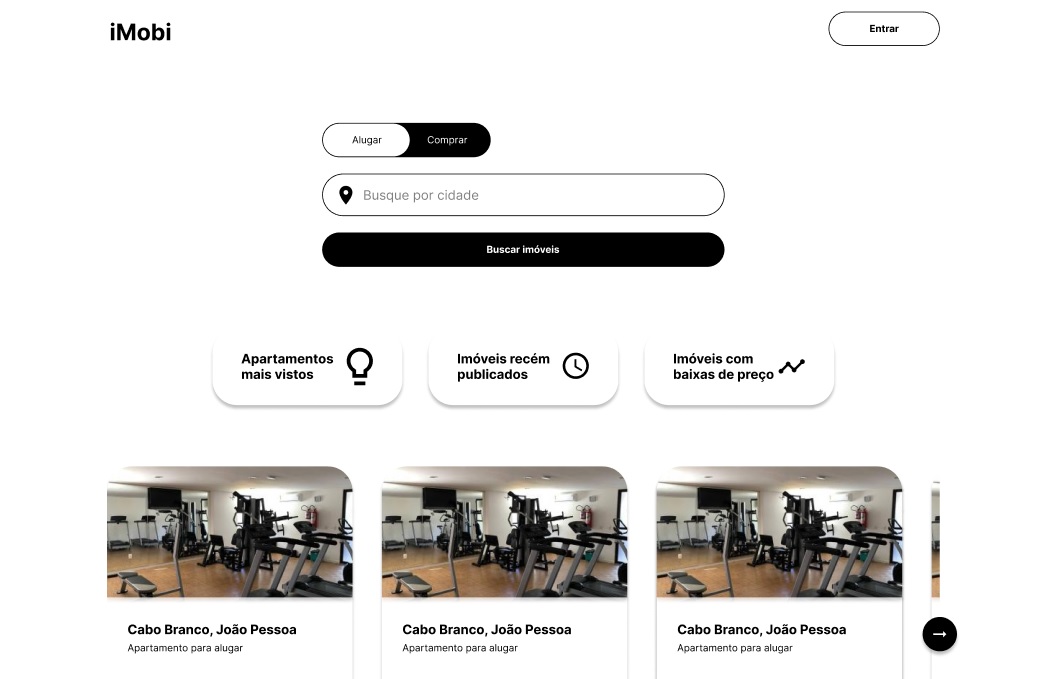 iMobi
Entrar
Alugar
Comprar
Busque por cidade
Buscar imóveis
Apartamentos
mais vistos
Imóveis recém
publicados
Imóveis com
baixas de preço
Cabo Branco, João Pessoa
Apartamento para alugar
Cabo Branco, João Pessoa
Apartamento para alugar
Cabo Branco, João Pessoa
Apartamento para alugar